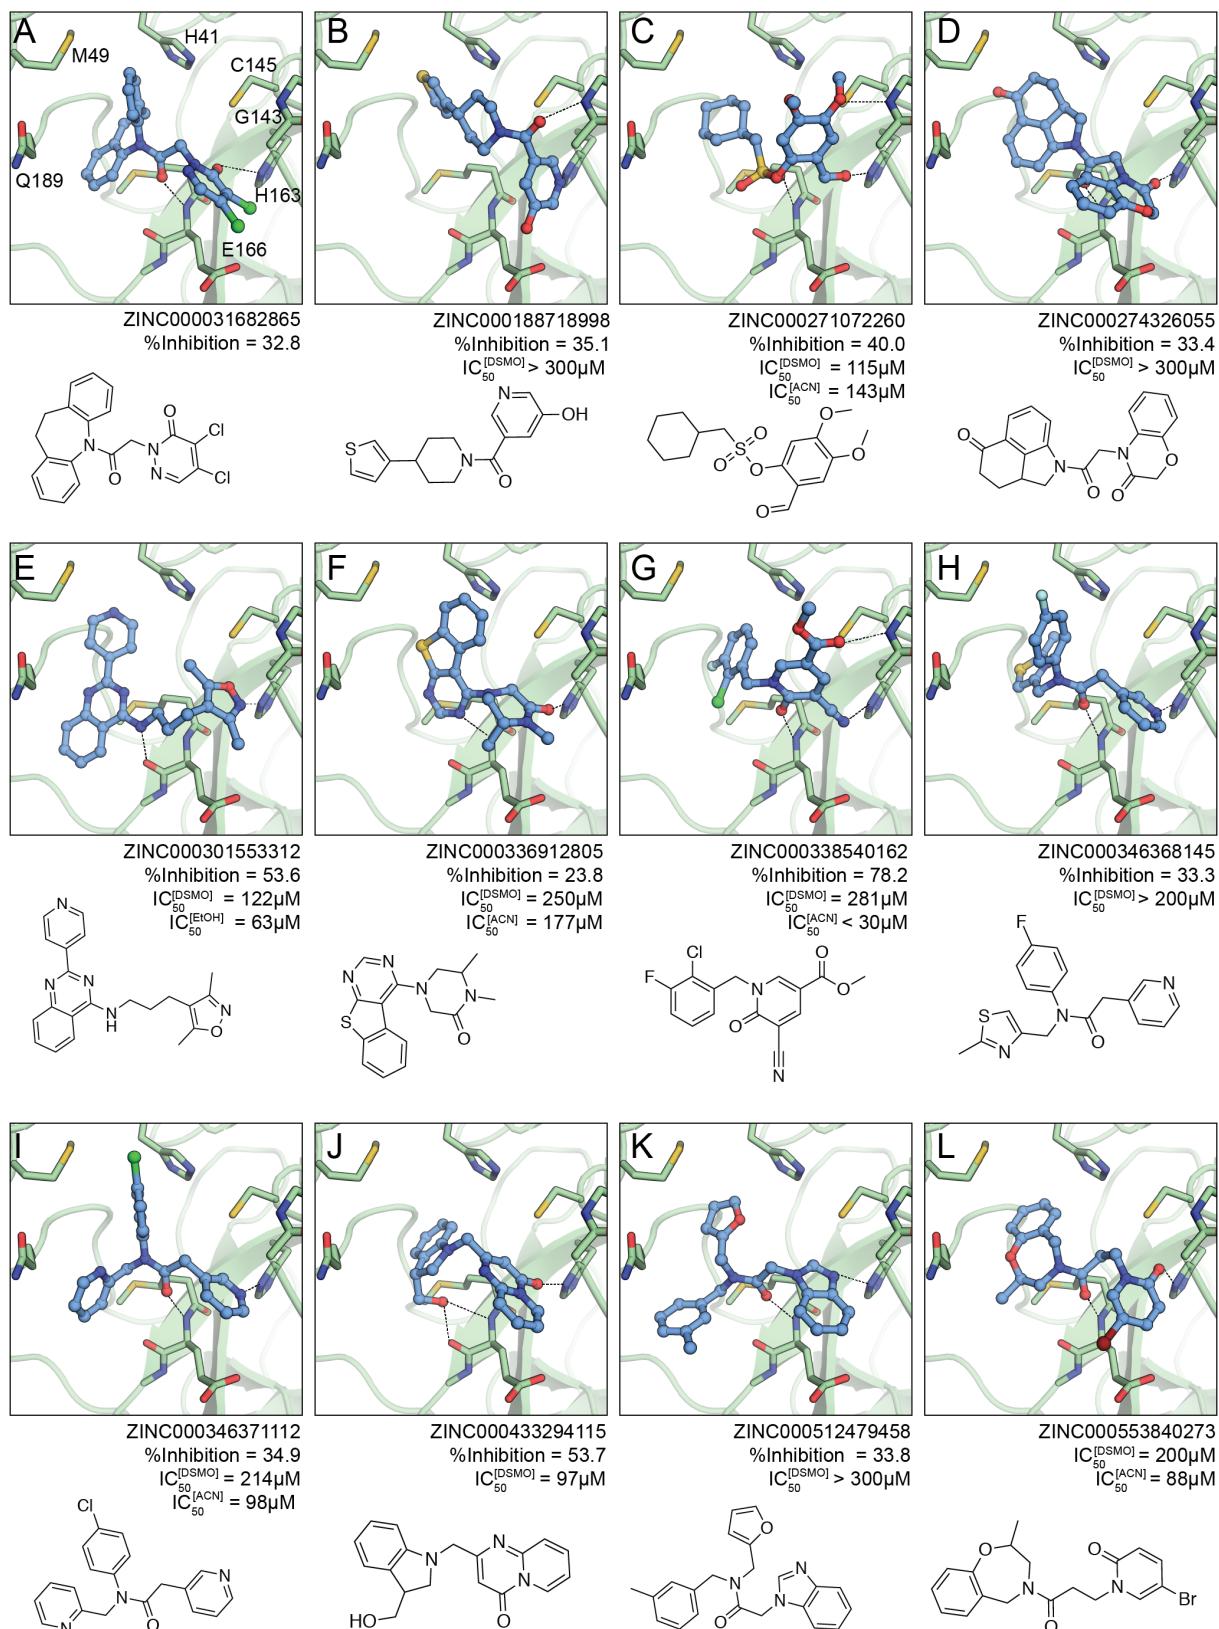 A
M49
H41
C145
G143
Q189
H163
E166
B
C
D
ZINC000031682865
%Inhibition = 32.8
ZINC000188718998
%Inhibition = 35.1
IC50[DSMO] > 300µM
ZINC000271072260
%Inhibition = 40.0
IC50[DSMO] = 115µM
IC50[ACN] = 143µM
ZINC000274326055
%Inhibition = 33.4
IC50[DSMO] > 300µM
O
Cl
Cl
N
N
N
O
N
OH
S
N
O
O
O
O
S
O
O
O
O
O
N
O
N
O
O
E
F
G
H
ZINC000301553312
%Inhibition = 53.6
IC50[DSMO] = 122µM
IC50[EtOH] = 63µM
ZINC000336912805
%Inhibition = 23.8
IC50[DSMO] = 250µM
IC50[ACN] = 177µM
ZINC000338540162
%Inhibition = 78.2
IC50[DSMO] = 281µM
IC50[ACN] < 30µM
ZINC000346368145
%Inhibition = 33.3
IC50[DSMO] > 200µM
N
N
N
N
H
N
O
N
N
N
N
O
S
Cl
F
N
O
O
O
N
F
S
N
N
O
N
I
J
K
L
ZINC000346371112
%Inhibition = 34.9
IC50[DSMO] = 214µM
IC50[ACN] = 98µM
ZINC000433294115
%Inhibition = 53.7
IC50[DSMO] = 97µM
ZINC000512479458
%Inhibition = 33.8
IC50[DSMO] > 300µM
ZINC000553840273
IC50[DSMO] = 200µM
IC50[ACN] = 88µM
Cl
N
N
O
N
N
N
N
O
HO
O
N
O
N
N
O
N
O
O
N
Br